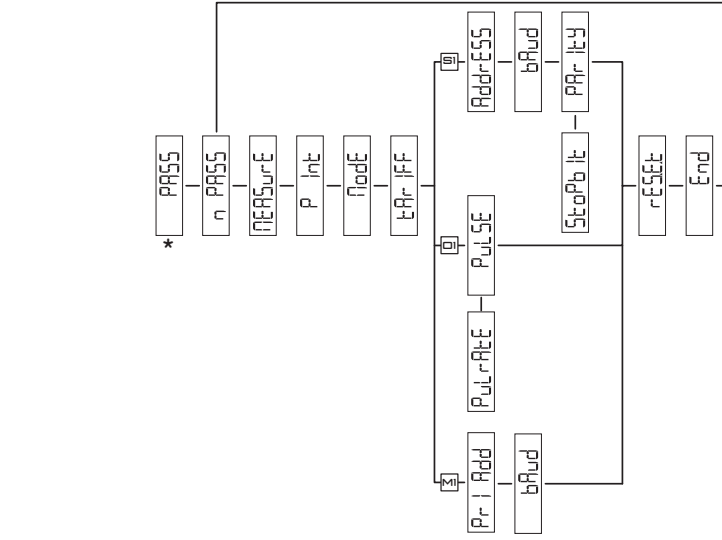 PASS
*
n PASS
MEASurE
P Int
ModE
tAr IFF
S1
AddrESS
bAud
PAr ItY
StoPb It
O1
PuLSE
PuLrAtE
M1
Pr I Add
bAud
rESEt
End